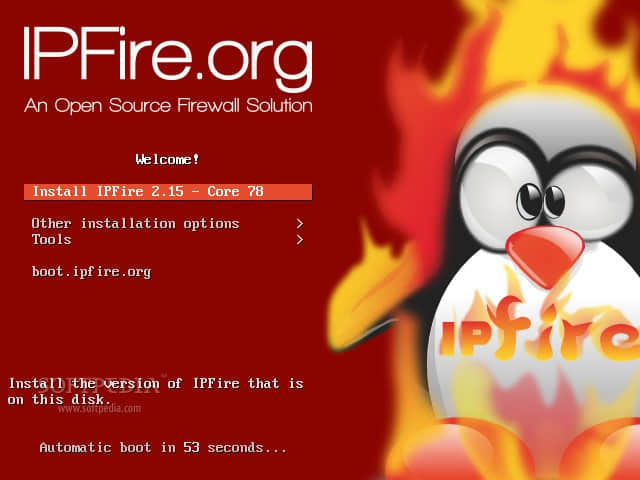 IPFire.org
An Open Source Firewall Solution
Welcome!
Install IPFire 2.15 - Core 78
Other installation options >
Tools >
boot.ipfire.org
IPfire
SOFTPEDIA
Install the version of IPFire that is
on this disk.
www.softpedia.com
Automatic boot in 53 seconds...